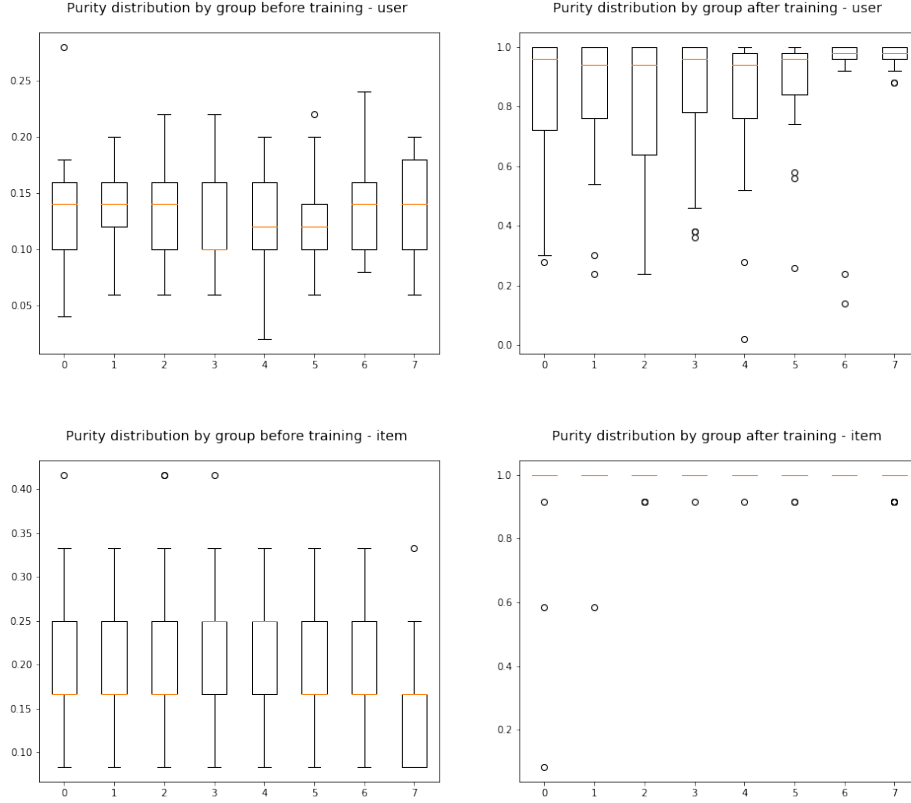 Purity distribution by group before training - user
0.25
0.20
0.15
0.10
0.05
0 1 2 3 4 5 6 7
Purity distribution by group after training - user
1.0
0.8
0.6
0.4
0.2
0.0
0 1 2 3 4 5 6 7
Purity distribution by group before training - item
0.40
0.35
0.30
0.25
0.20
0.15
0.10
0 1 2 3 4 5 6 7
Purity distribution by group after training - item
1.0
0.8
0.6
0.4
0.2
0 1 2 3 4 5 6 7